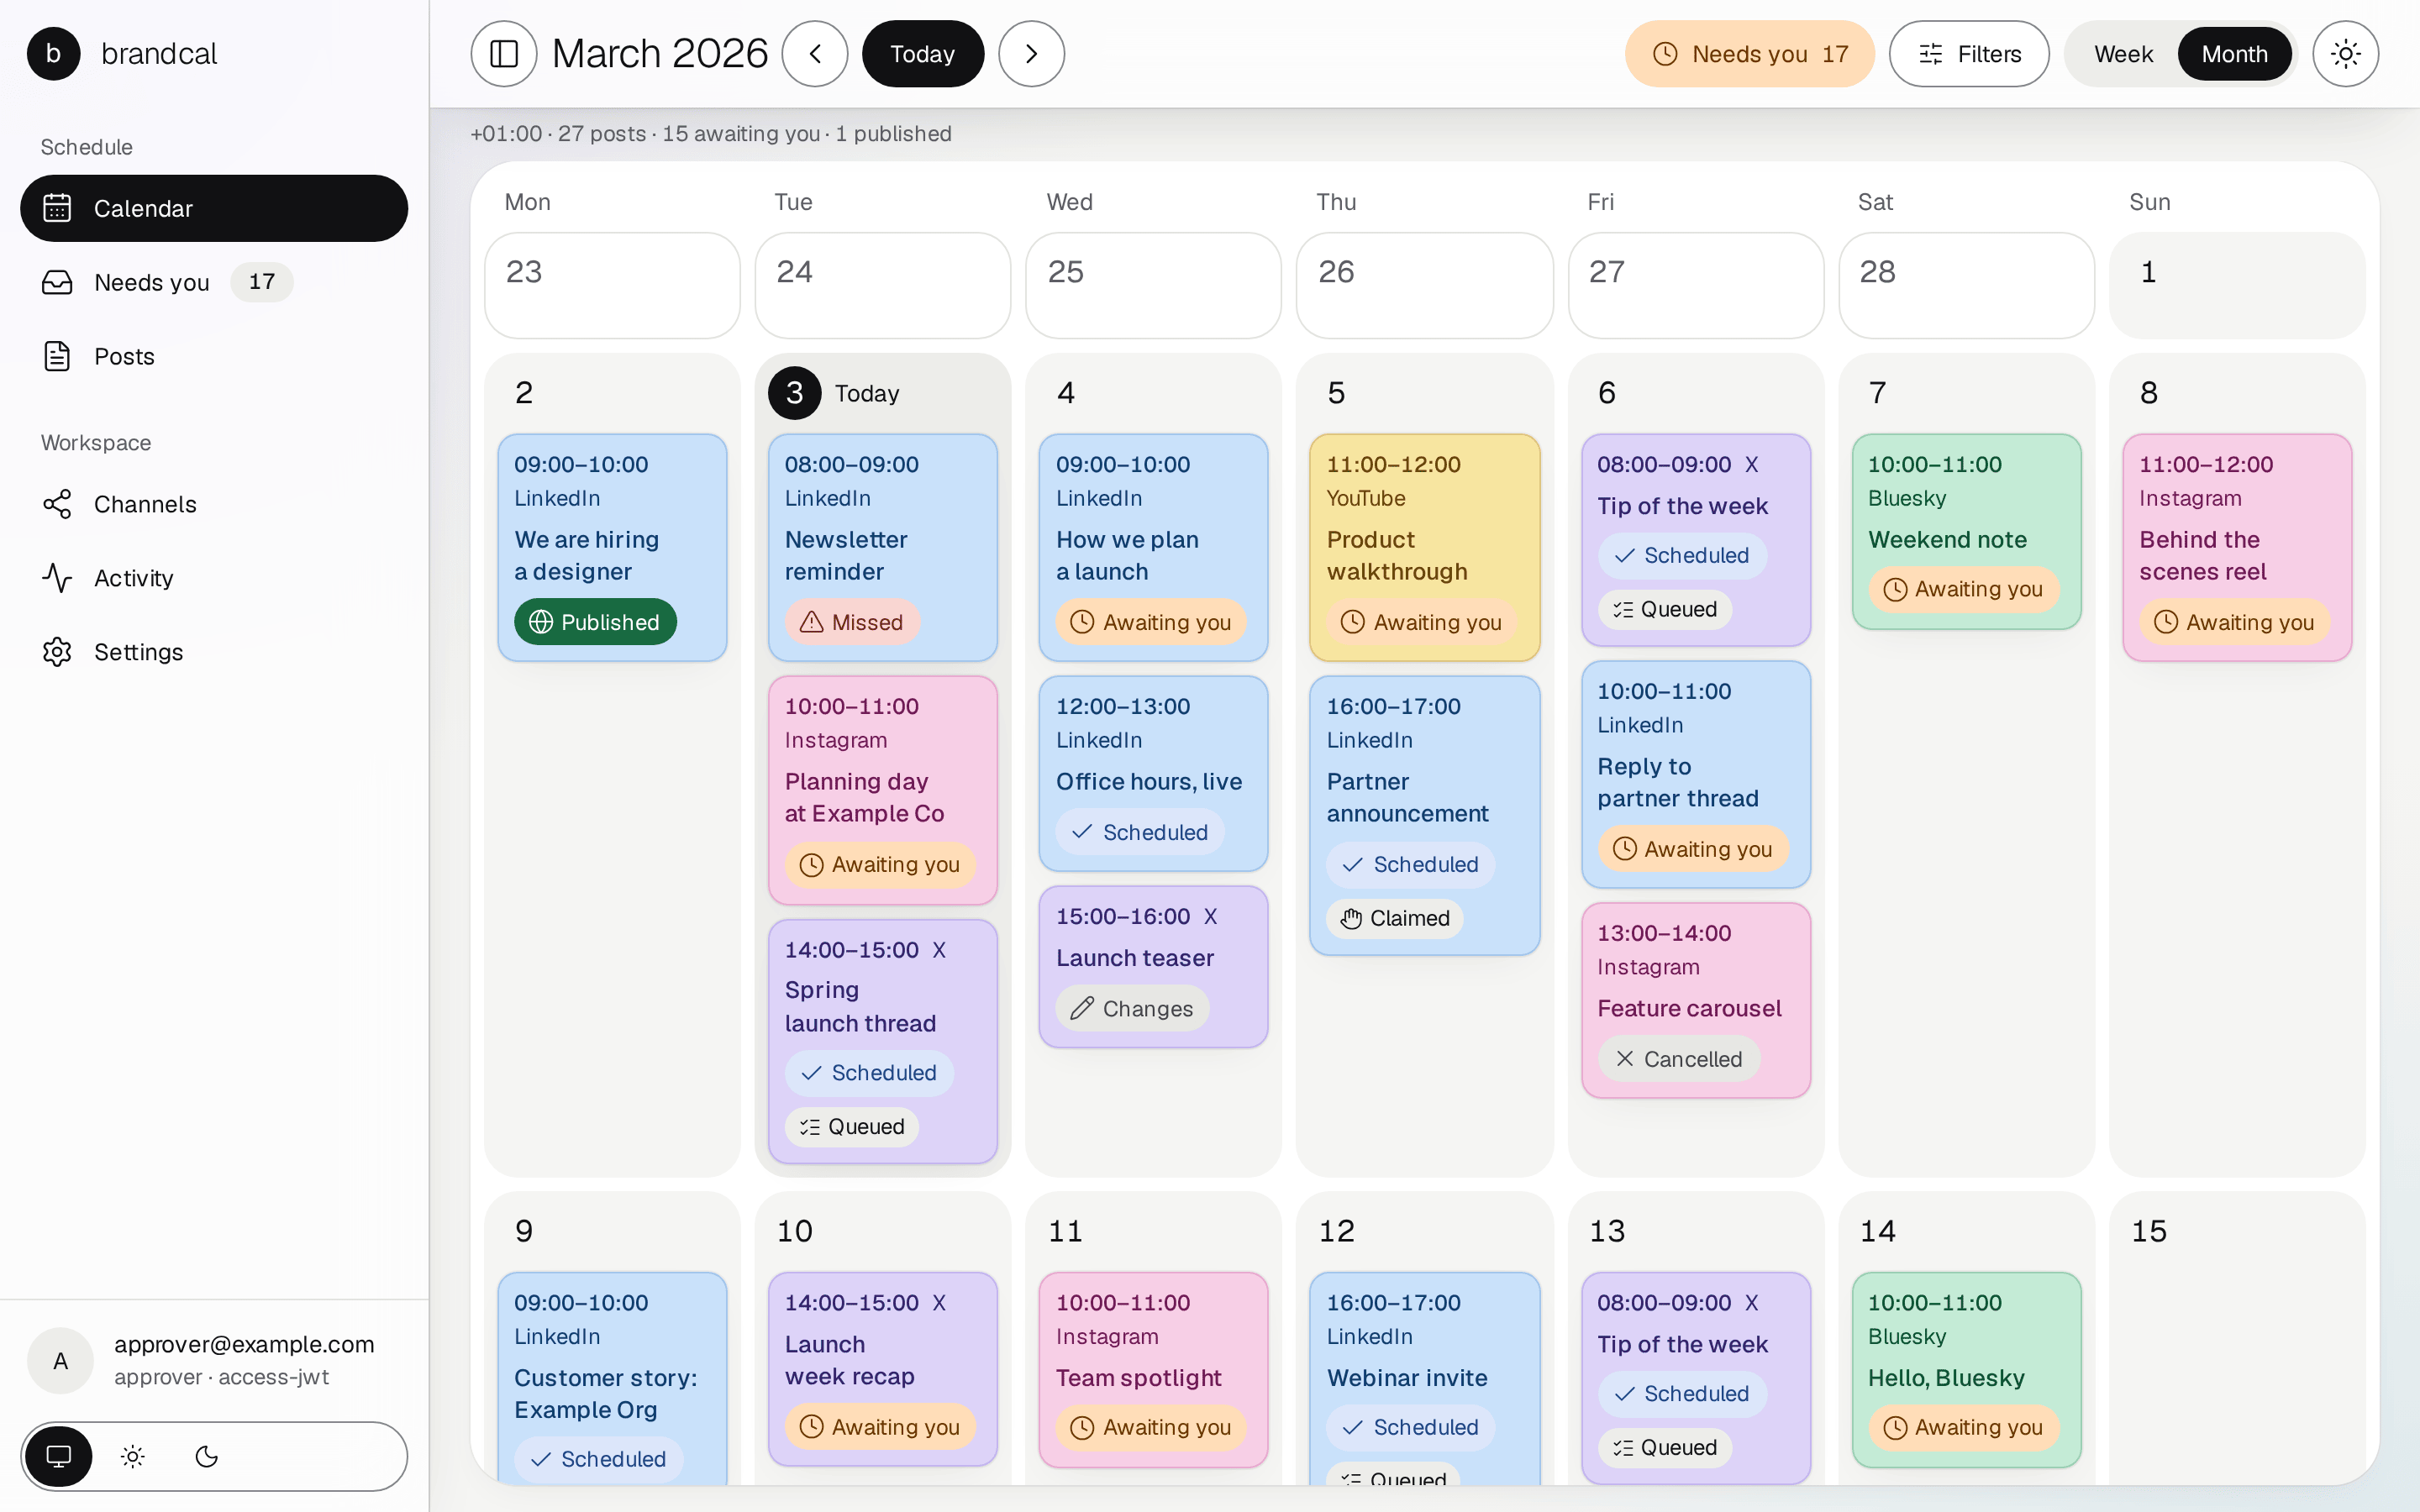 b brandcal
Schedule
Calendar
Needs you 17
Posts
Workspace
Channels
Activity
Settings
A
approver@example.com
approver · access-jwt
March 2026
Today
Needs you 17
Filters
Week
Month
+01:00 · 27 posts · 15 awaiting you · 1 published
Mon
Tue
Wed
Thu
Fri
Sat
Sun
23
24
25
26
27
28
1
2
09:00–10:00
LinkedIn
We are hiring
a designer
Published
3 Today
08:00–09:00
LinkedIn
Newsletter
reminder
Missed
10:00–11:00
Instagram
Planning day
at Example Co
Awaiting you
14:00–15:00 X
Spring
launch thread
Scheduled
Queued
4
09:00–10:00
LinkedIn
How we plan
a launch
Awaiting you
12:00–13:00
LinkedIn
Office hours, live
Scheduled
15:00–16:00 X
Launch teaser
Changes
5
11:00–12:00
YouTube
Product
walkthrough
Awaiting you
16:00–17:00
LinkedIn
Partner
announcement
Scheduled
Claimed
6
08:00–09:00 X
Tip of the week
Scheduled
Queued
10:00–11:00
LinkedIn
Reply to
partner thread
Awaiting you
13:00–14:00
Instagram
Feature carousel
Cancelled
7
10:00–11:00
Bluesky
Weekend note
Awaiting you
8
11:00–12:00
Instagram
Behind the
scenes reel
Awaiting you
9
09:00–10:00
LinkedIn
Customer story:
Example Org
Scheduled
10
14:00–15:00 X
Launch
week recap
Awaiting you
11
10:00–11:00
Instagram
Team spotlight
Awaiting you
12
16:00–17:00
LinkedIn
Webinar invite
Scheduled
Queued
13
08:00–09:00 X
Tip of the week
Scheduled
Queued
14
10:00–11:00
Bluesky
Hello, Bluesky
Awaiting you
15